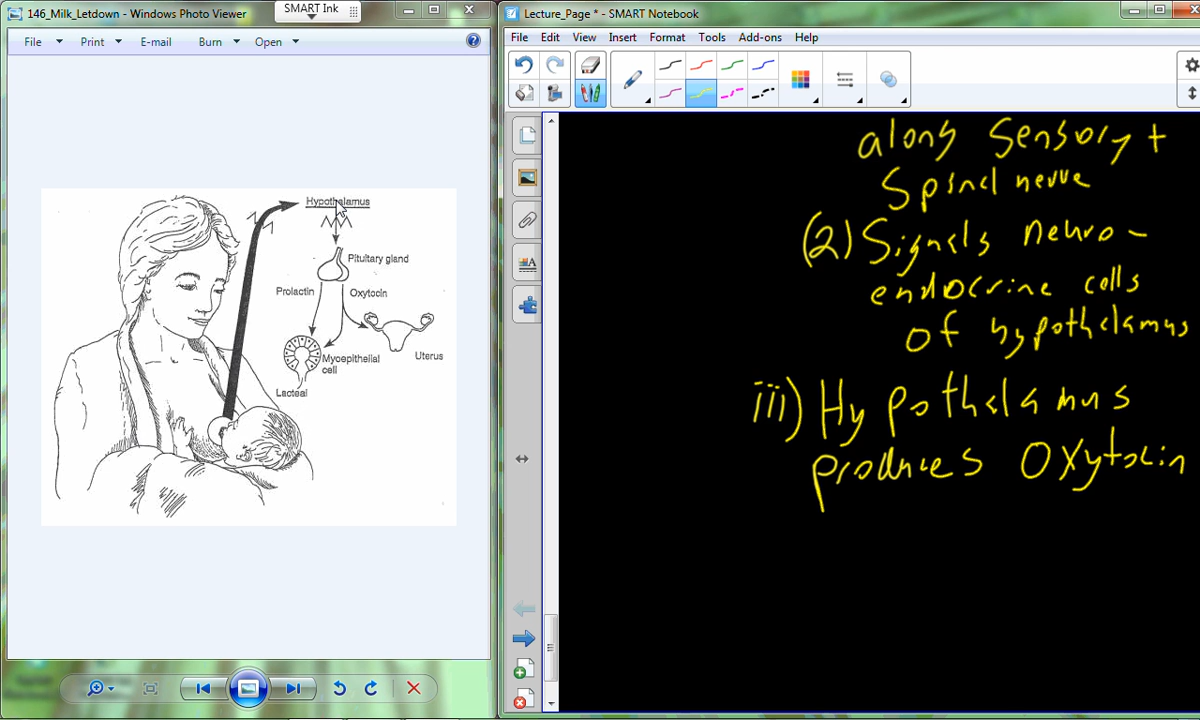 146_Milk_Letdown - Windows Photo Viewer
SMART Ink
File Print E-mail Burn Open
Hypothalamus
Pituitary gland
Prolactin Oxytocin
Uterus
Myoepithelial
cell
Lacteal
Lecture_Page * - SMART Notebook
File Edit View Insert Format Tools Add-ons Help
along Sensory +
Spinal nerve
(2) Signals neuro-
endocrine cells
of hypothalamus
iii) Hypothalamus
produces Oxytocin